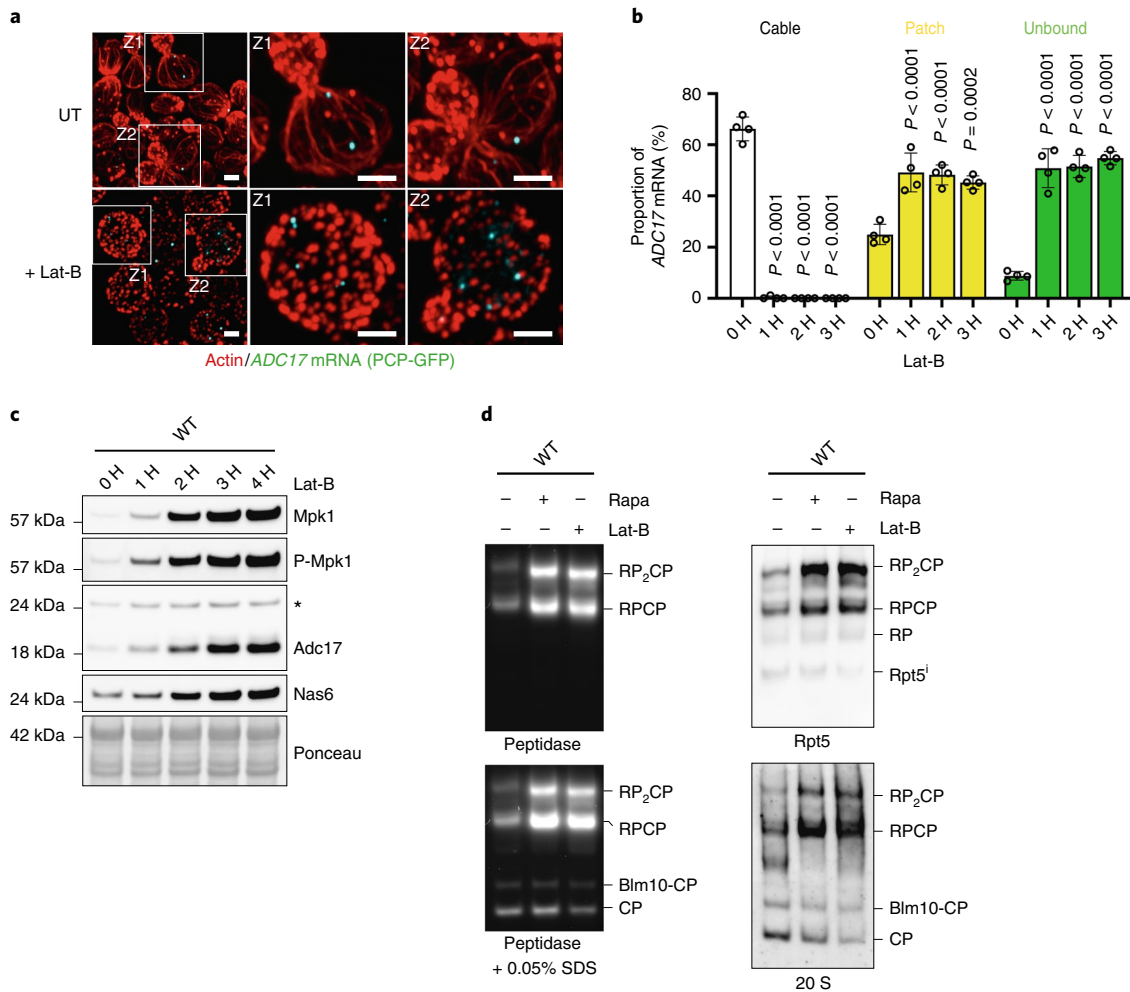 a
UT
Z1
Z2
Z1
Z2
+ Lat-B
Z1
Z2
Z1
Z2
Actin/ADC17 mRNA (PCP-GFP)
b
Cable
Patch
Unbound
Proportion of
ADC17 mRNA (%)
80
60
40
20
0
P < 0.0001
P < 0.0001
P < 0.0001
P < 0.0001
P < 0.0001
P = 0.0002
P < 0.0001
P < 0.0001
P < 0.0001
0 H
1 H
2 H
3 H
0 H
1 H
2 H
3 H
0 H
1 H
2 H
3 H
Lat-B
c
WT
0 H 1 H 2 H 3 H 4 H Lat-B
57 kDa Mpk1
57 kDa P-Mpk1
24 kDa *
18 kDa Adc17
24 kDa Nas6
42 kDa
Ponceau
d
WT
– + – Rapa
– – + Lat-B
RP₂CP
RPCP
Peptidase
RP₂CP
RPCP
Blm10-CP
CP
Peptidase
+ 0.05% SDS
WT
– + – Rapa
– – + Lat-B
RP₂CP
RPCP
RP
Rpt5ⁱ
Rpt5
RP₂CP
RPCP
Blm10-CP
CP
20 S